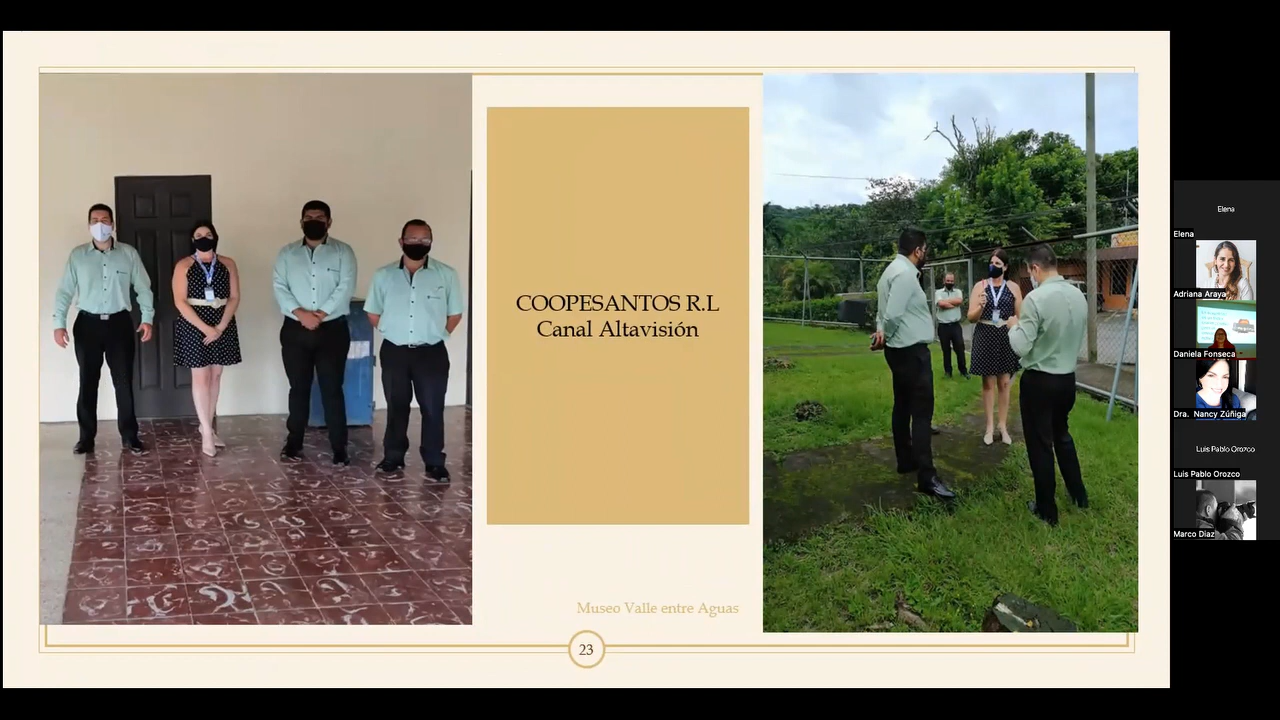 COOPESANTOS R.L
Canal Altavisión
Museo Valle entre Aguas
23
Elena
Elena
Adriana Araya
Daniela Fonseca
Dra. Nancy Zúñiga
Luis Pablo Orozco
Luis Pablo Orozco
Marco Diaz